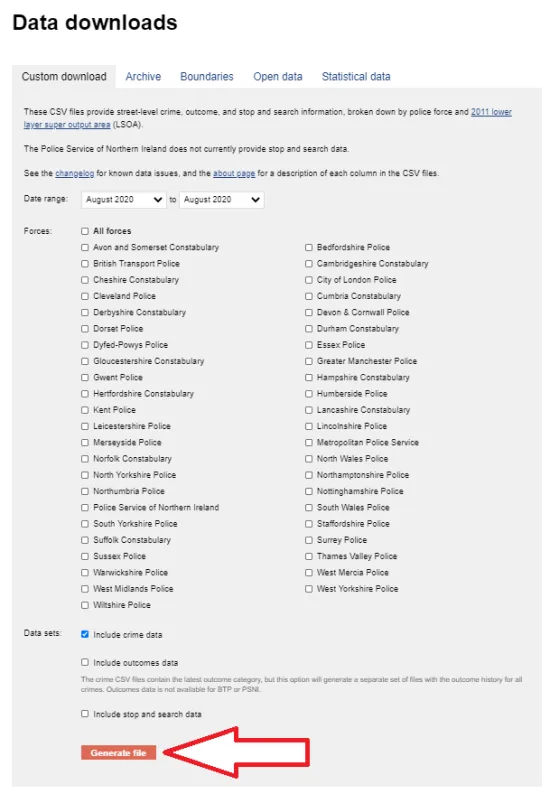 Data downloads
Custom download Archive Boundaries Open data Statistical data
These CSV files provide street-level crime, outcome, and stop and search information, broken down by police force and 2011 lower
layer super output area (LSOA).
The Police Service of Northern Ireland does not currently provide stop and search data.
See the changelog for known data issues, and the about page for a description of each column in the CSV files.
Date range: August 2020 to August 2020
Forces: All forces
Avon and Somerset Constabulary Bedfordshire Police
British Transport Police Cambridgeshire Constabulary
Cheshire Constabulary City of London Police
Cleveland Police Cumbria Constabulary
Derbyshire Constabulary Devon & Cornwall Police
Dorset Police Durham Constabulary
Dyfed-Powys Police Essex Police
Gloucestershire Constabulary Greater Manchester Police
Gwent Police Hampshire Constabulary
Hertfordshire Constabulary Humberside Police
Kent Police Lancashire Constabulary
Leicestershire Police Lincolnshire Police
Merseyside Police Metropolitan Police Service
Norfolk Constabulary North Wales Police
North Yorkshire Police Northamptonshire Police
Northumbria Police Nottinghamshire Police
Police Service of Northern Ireland South Wales Police
South Yorkshire Police Staffordshire Police
Suffolk Constabulary Surrey Police
Sussex Police Thames Valley Police
Warwickshire Police West Mercia Police
West Midlands Police West Yorkshire Police
Wiltshire Police
Data sets: Include crime data
Include outcomes data
The crime CSV files contain the latest outcome category, but this option will generate a separate set of files with the outcome history for all
crimes. Outcomes data is not available for BTP or PSNI.
Include stop and search data
Generate file